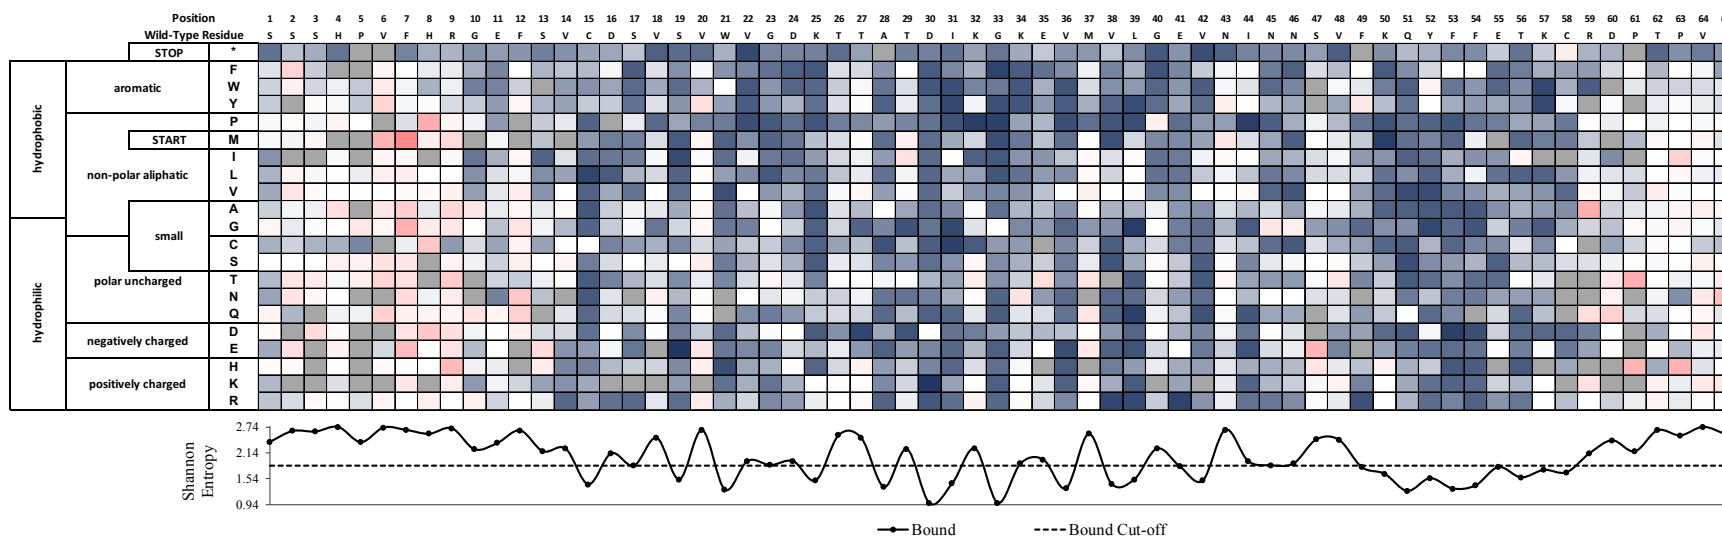 Position 1 2 3 4 5 6 7 8 9 10 11 12 13 14 15 16 17 18 19 20 21 22 23 24 25 26 27 28 29 30 31 32 33 34 35 36 37 38 39 40 41 42 43 44 45 46 47 48 49 50 51 52 53 54 55 56 57 58 59 60 61 62 63 64
Wild-Type Residue S S S H P V F H R G E F S V C D S V S V W V G D K T T A T D I K G K E V M V L G E V N I N N S V F K Q Y F F E T K C R D P T P V
STOP *
hydrophobic
aromatic
F
W
Y
non-polar aliphatic
P
START M
I
L
V
small
A
G
hydrophilic
polar uncharged
C
S
T
N
Q
negatively charged
D
E
positively charged
H
K
R
Shannon
Entropy
2.74
2.14
1.54
0.94
Bound
Bound Cut-off